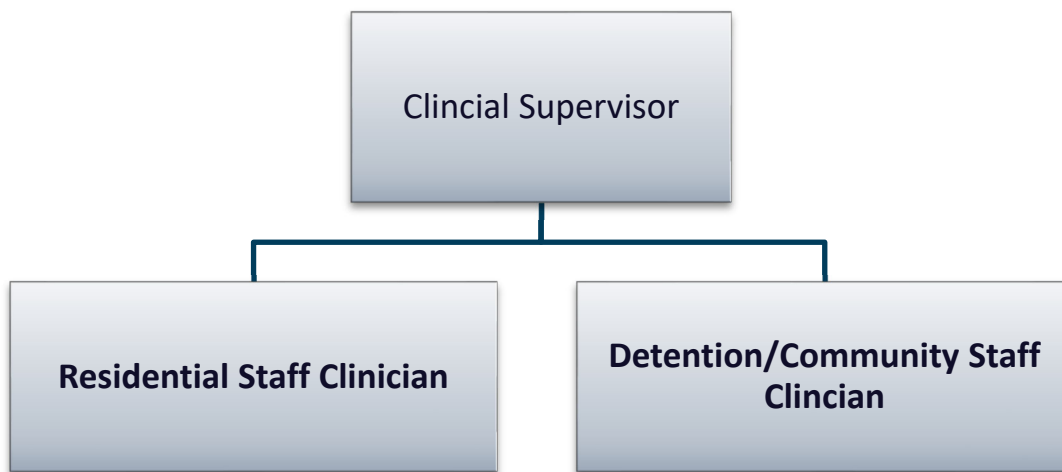 Clincial Supervisor
Residential Staff Clinician
Detention/Community Staff
Clincian